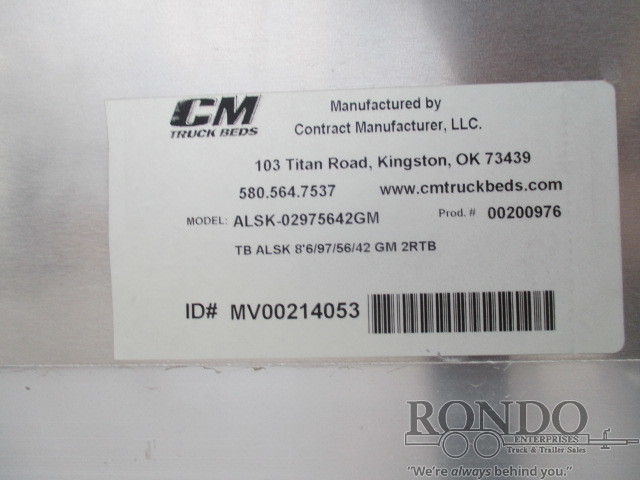 CM
TRUCK BEDS
Manufactured by
Contract Manufacturer, LLC.
103 Titan Road, Kingston, OK 73439
580.564.7537 www.cmtruckbeds.com
MODEL: ALSK-02975642GM Prod. # 00200976
TB ALSK 8'6/97/56/42 GM 2RTB
ID# MV00214053
RONDO
ENTERPRISES
Truck & Trailer Sales
"We're always behind you."